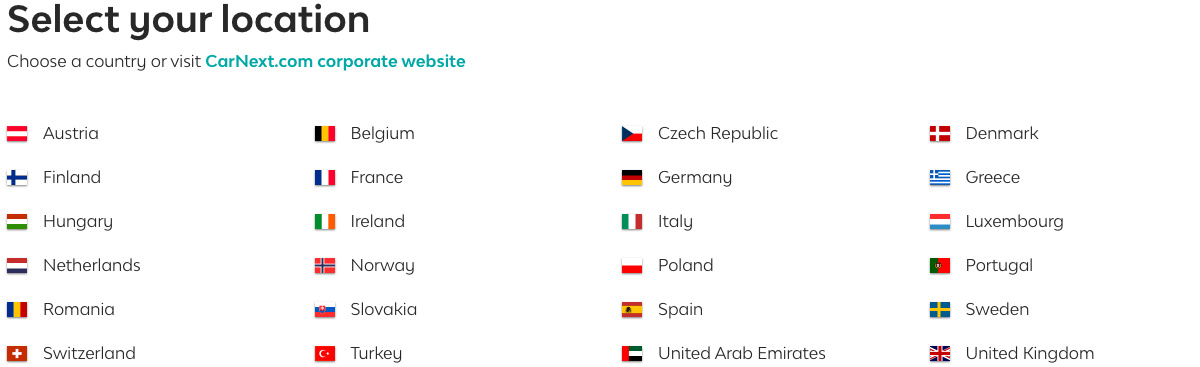 Select your location
Choose a country or visit CarNext.com corporate website
Austria Belgium Czech Republic Denmark
Finland France Germany Greece
Hungary Ireland Italy Luxembourg
Netherlands Norway Poland Portugal
Romania Slovakia Spain Sweden
Switzerland Turkey United Arab Emirates United Kingdom